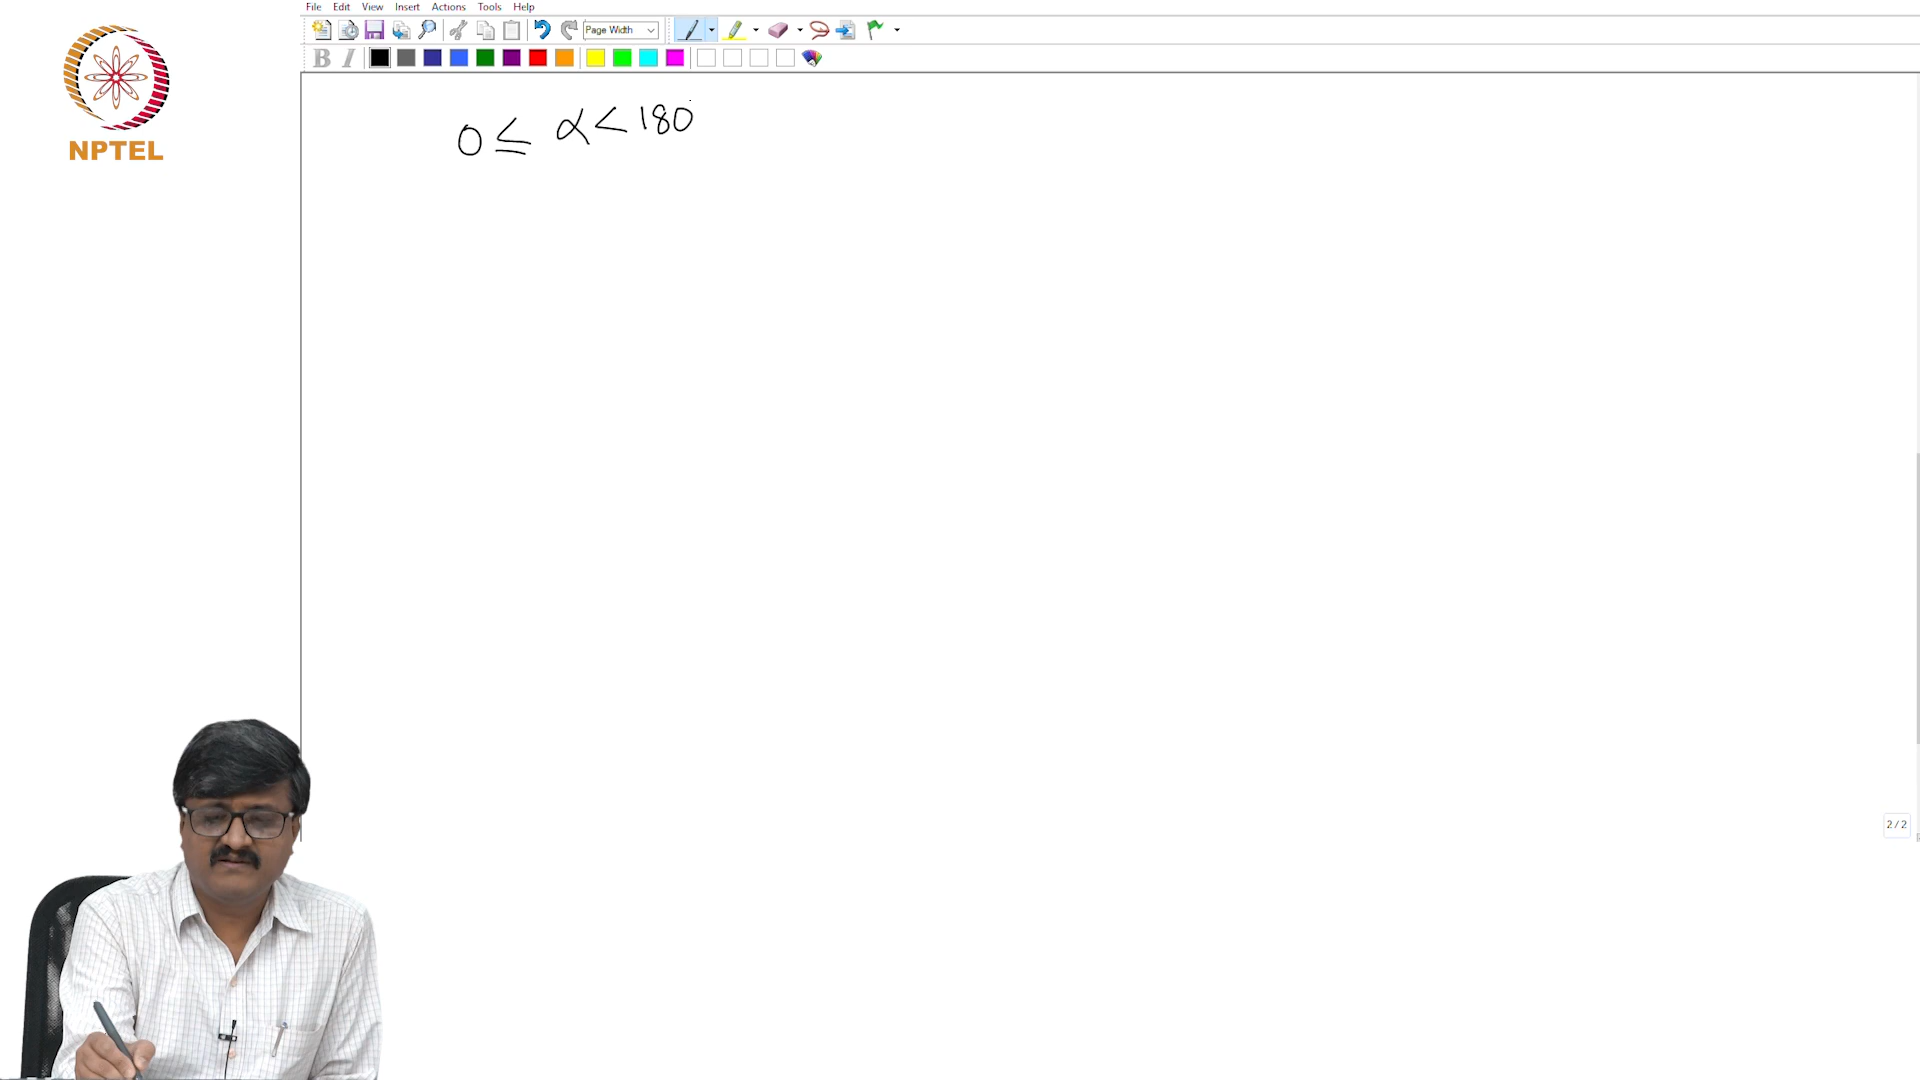 File Edit View Insert Actions Tools Help
Page Width
B I
0 ≤ α < 180
NPTEL
2 / 2